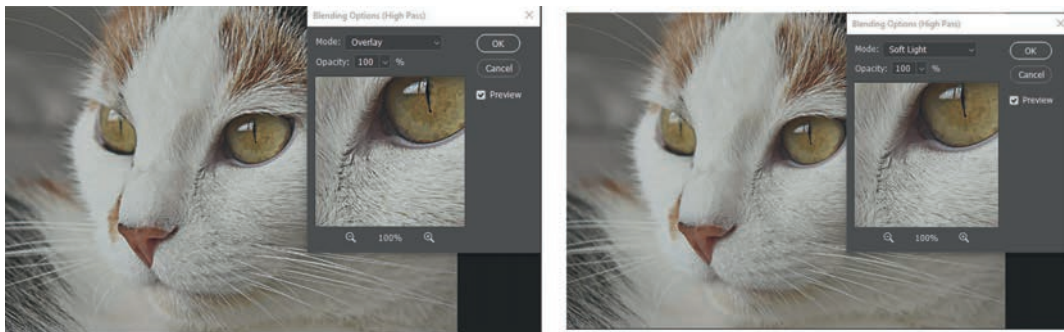 Blending Options (High Pass)
Mode: Overlay
OK
Opacity: 100 %
Cancel
Preview
100%
Blending Options (High Pass)
Mode: Soft Light
OK
Opacity: 100 %
Cancel
Preview
100%